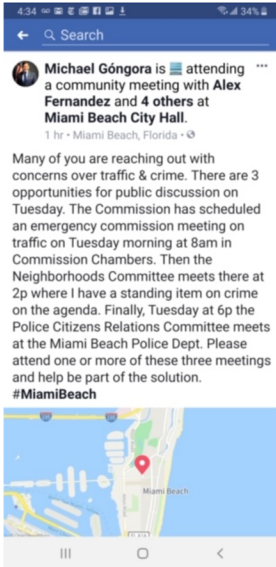 4:34
34%
Search
Michael Góngora is attending
a community meeting with Alex
Fernandez and 4 others at
Miami Beach City Hall.
1 hr • Miami Beach, Florida •
Many of you are reaching out with
concerns over traffic & crime. There are 3
opportunities for public discussion on
Tuesday. The Commission has scheduled
an emergency commission meeting on
traffic on Tuesday morning at 8am in
Commission Chambers. Then the
Neighborhoods Committee meets there at
2p where I have a standing item on crime
on the agenda. Finally, Tuesday at 6p the
Police Citizens Relations Committee meets
at the Miami Beach Police Dept. Please
attend one or more of these three meetings
and help be part of the solution.
#MiamiBeach
Miami Beach